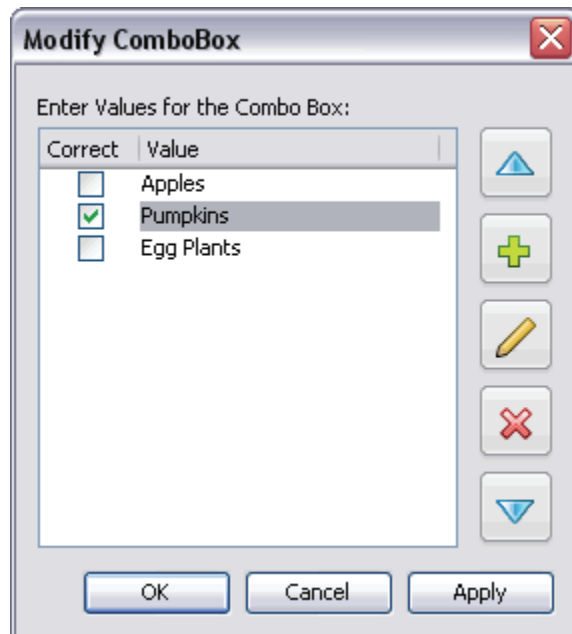 Modify ComboBox
Enter Values for the Combo Box:
Correct Value
Apples
Pumpkins
Egg Plants
OK Cancel Apply